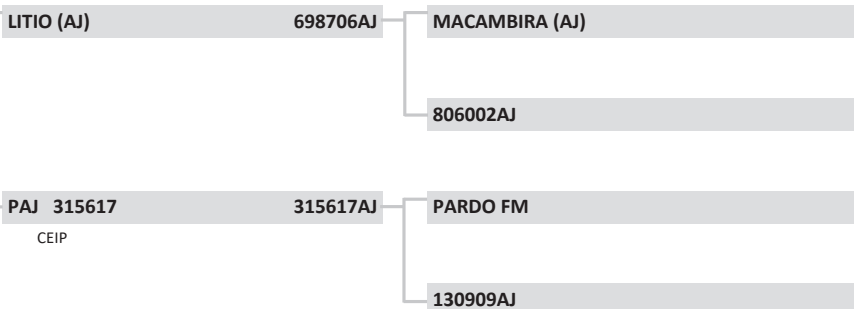 LITIO (AJ) 698706AJ MACAMBIRA (AJ)
806002AJ
PAJ 315617 315617AJ PARDO FM
CEIP
130909AJ